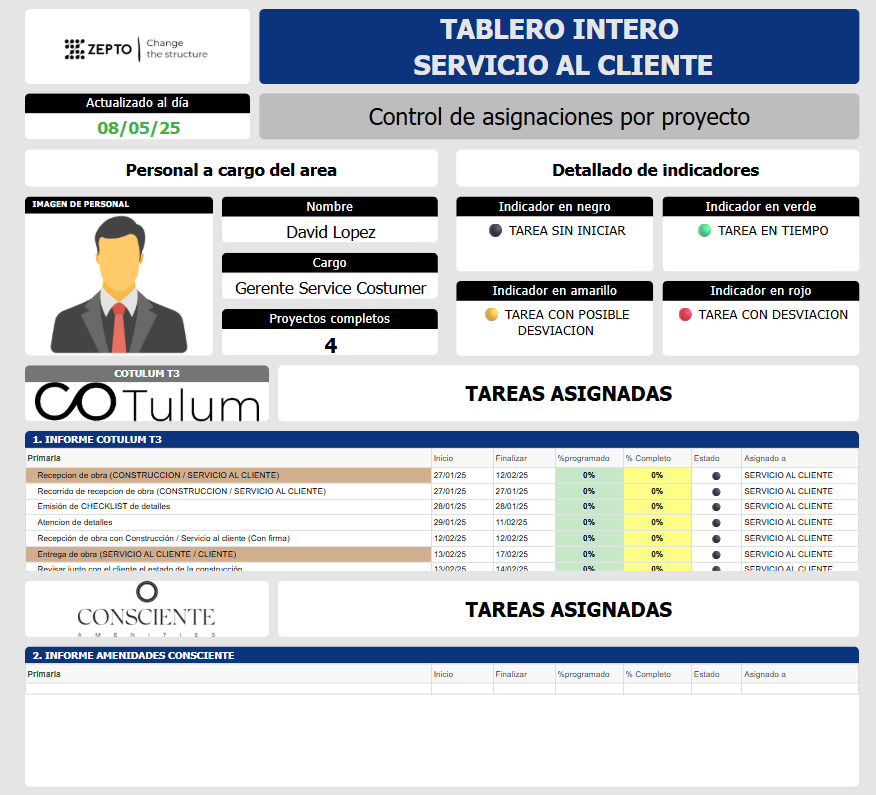 ZEPTO
Change
the structure
TABLERO INTERO
SERVICIO AL CLIENTE
Actualizado al día
08/05/25
Control de asignaciones por proyecto
Personal a cargo del area
Detallado de indicadores
IMAGEN DE PERSONAL
Nombre
David Lopez
Cargo
Gerente Service Costumer
Proyectos completos
4
Indicador en negro
TAREA SIN INICIAR
Indicador en verde
TAREA EN TIEMPO
Indicador en amarillo
TAREA CON POSIBLE
DESVIACION
Indicador en rojo
TAREA CON DESVIACION
COTULUM T3
COTulum
TAREAS ASIGNADAS
1. INFORME COTULUM T3
Primaria Inicio Finalizar %programado % Completo Estado Asignado a
Recepcion de obra (CONSTRUCCION / SERVICIO AL CLIENTE) 27/01/25 12/02/25 0% 0% SERVICIO AL CLIENTE
Recorrido de recepcion de obra (CONSTRUCCION / SERVICIO AL CLIENTE) 27/01/25 27/01/25 0% 0% SERVICIO AL CLIENTE
Emisión de CHECKLIST de detalles 28/01/25 28/01/25 0% 0% SERVICIO AL CLIENTE
Atencion de detalles 29/01/25 11/02/25 0% 0% SERVICIO AL CLIENTE
Recepción de obra con Construcción / Servicio al cliente (Con firma) 12/02/25 12/02/25 0% 0% SERVICIO AL CLIENTE
Entrega de obra (SERVICIO AL CLIENTE / CLIENTE) 13/02/25 17/02/25 0% 0% SERVICIO AL CLIENTE
Revisar junto con el cliente el estado de la construcción 13/02/25 14/02/25 0% 0% SERVICIO AL CLIENTE
CONSCIENTE
AMENITIES
TAREAS ASIGNADAS
2. INFORME AMENIDADES CONSCIENTE
Primaria Inicio Finalizar %programado % Completo Estado Asignado a